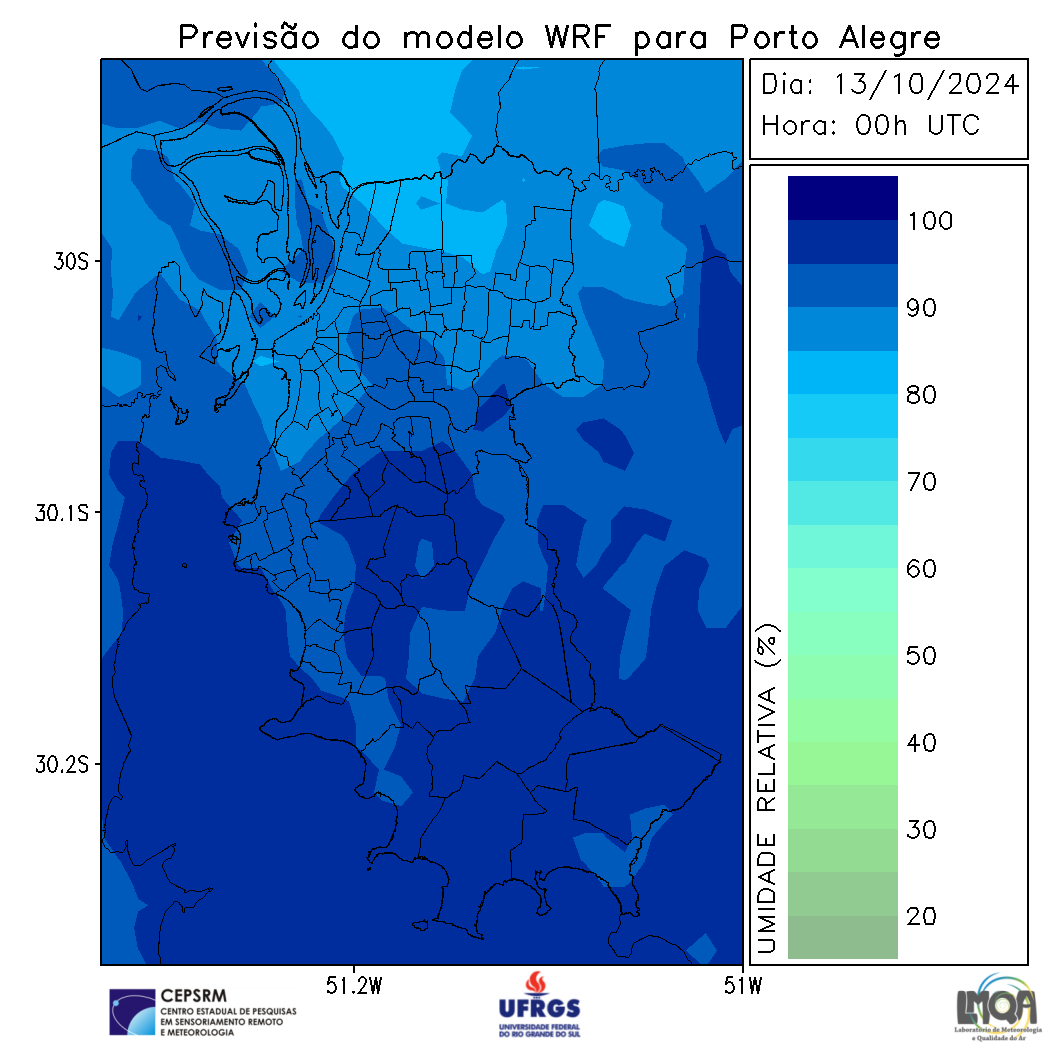 Previsão do modelo WRF para Porto Alegre
Dia: 13/10/2024
Hora: 00h UTC
30S
30.1S
30.2S
51.2W
51W
UMIDADE RELATIVA (%)
100
90
80
70
60
50
40
30
20
CEPSRM
CENTRO ESTADUAL DE PESQUISAS
EM SENSORIAMENTO REMOTO
E METEOROLOGIA
UFRGS
UNIVERSIDADE FEDERAL
DO RIO GRANDE DO SUL
LMQA
Laboratório de Meteorologia
e Qualidade do Ar